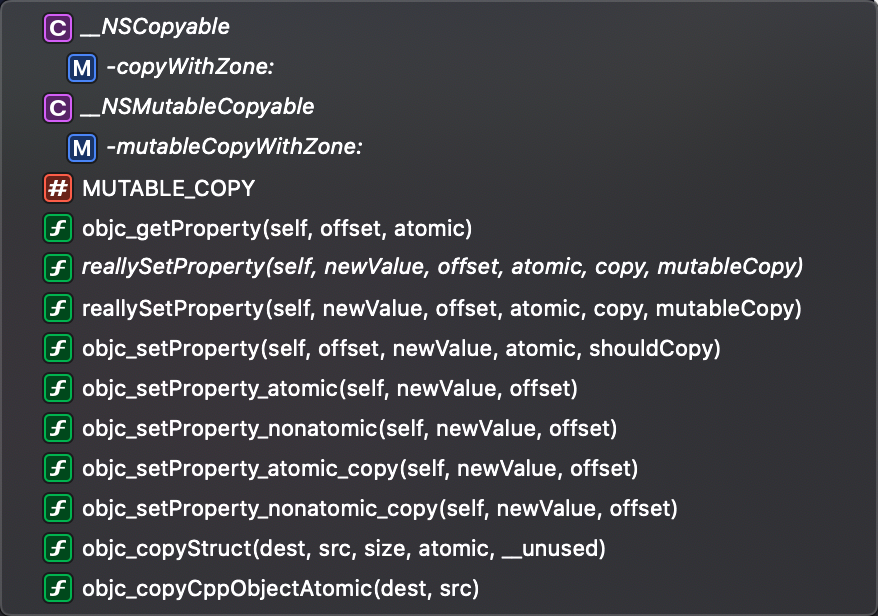 C __NSCopyable
M -copyWithZone:
C __NSMutableCopyable
M -mutableCopyWithZone:
# MUTABLE_COPY
f objc_getProperty(self, offset, atomic)
f reallySetProperty(self, newValue, offset, atomic, copy, mutableCopy)
f reallySetProperty(self, newValue, offset, atomic, copy, mutableCopy)
f objc_setProperty(self, offset, newValue, atomic, shouldCopy)
f objc_setProperty_atomic(self, newValue, offset)
f objc_setProperty_nonatomic(self, newValue, offset)
f objc_setProperty_atomic_copy(self, newValue, offset)
f objc_setProperty_nonatomic_copy(self, newValue, offset)
f objc_copyStruct(dest, src, size, atomic, __unused)
f objc_copyCppObjectAtomic(dest, src)